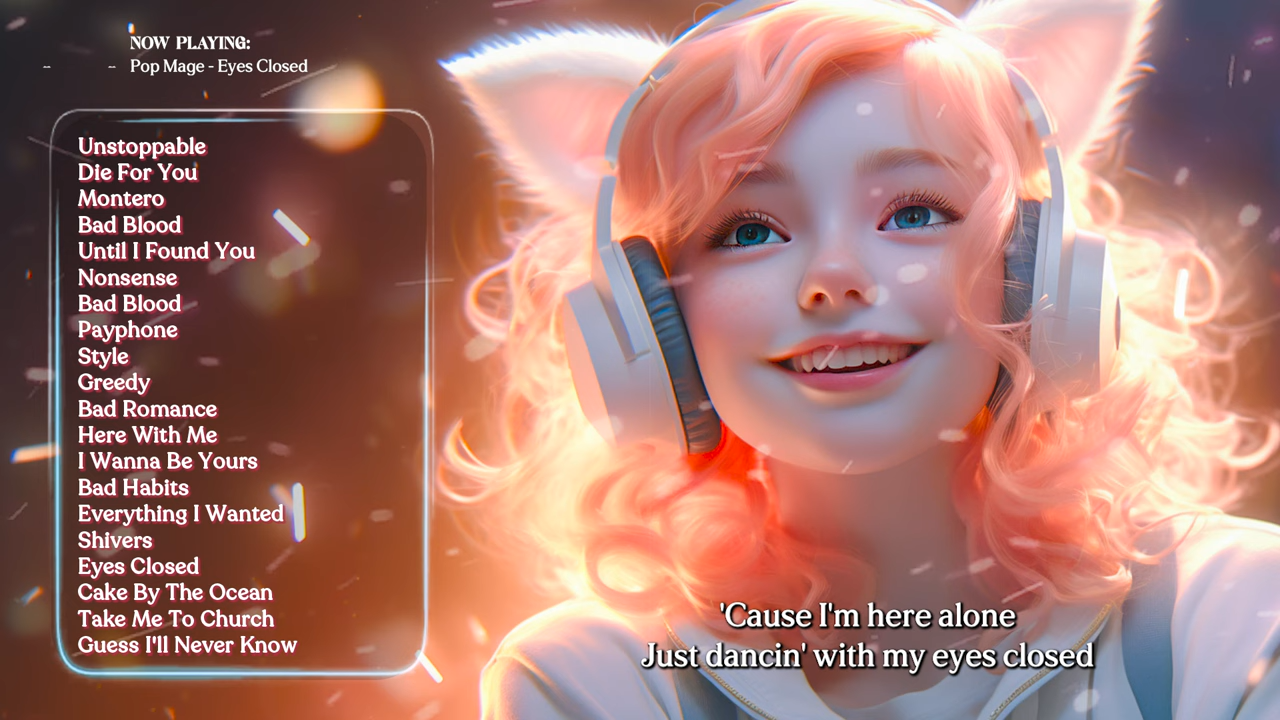 NOW PLAYING:
Pop Mage - Eyes Closed
Unstoppable
Die For You
Montero
Bad Blood
Until I Found You
Nonsense
Bad Blood
Payphone
Style
Greedy
Bad Romance
Here With Me
I Wanna Be Yours
Bad Habits
Everything I Wanted
Shivers
Eyes Closed
Cake By The Ocean
Take Me To Church
Guess I'll Never Know
'Cause I'm here alone
Just dancin' with my eyes closed